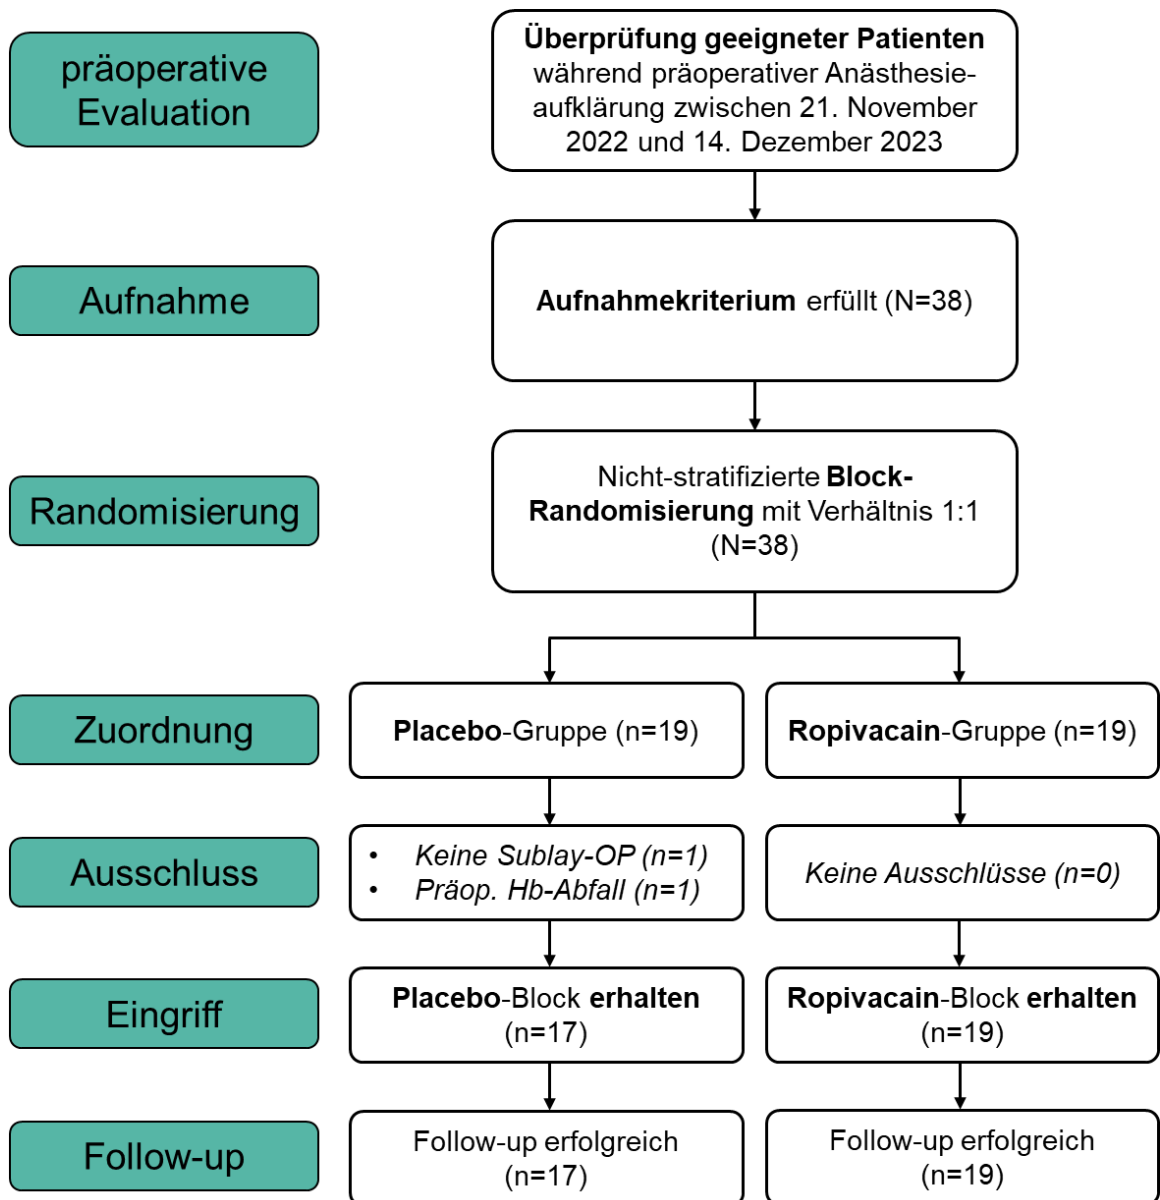 präoperative
Evaluation
Überprüfung geeigneter Patienten
während präoperativer Anästhesie-
aufklärung zwischen 21. November
2022 und 14. Dezember 2023
Aufnahme
Aufnahmekriterium erfüllt (N=38)
Randomisierung
Nicht-stratifizierte Block-
Randomisierung mit Verhältnis 1:1
(N=38)
Zuordnung
Placebo-Gruppe (n=19)
Ropivacain-Gruppe (n=19)
Ausschluss
• Keine Sublay-OP (n=1)
• Präop. Hb-Abfall (n=1)
Keine Ausschlüsse (n=0)
Eingriff
Placebo-Block erhalten
(n=17)
Ropivacain-Block erhalten
(n=19)
Follow-up
Follow-up erfolgreich
(n=17)
Follow-up erfolgreich
(n=19)